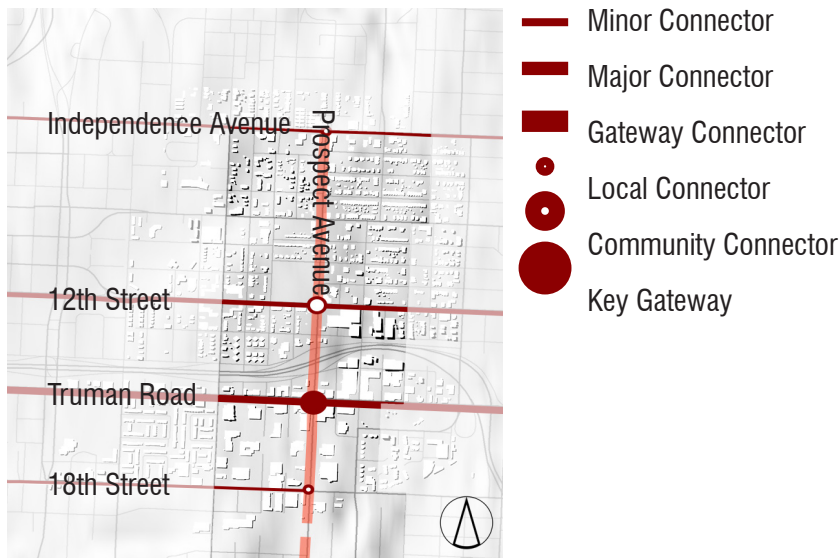 Independence Avenue
Prospect Avenue
12th Street
Truman Road
18th Street
Minor Connector
Major Connector
Gateway Connector
Local Connector
Community Connector
Key Gateway